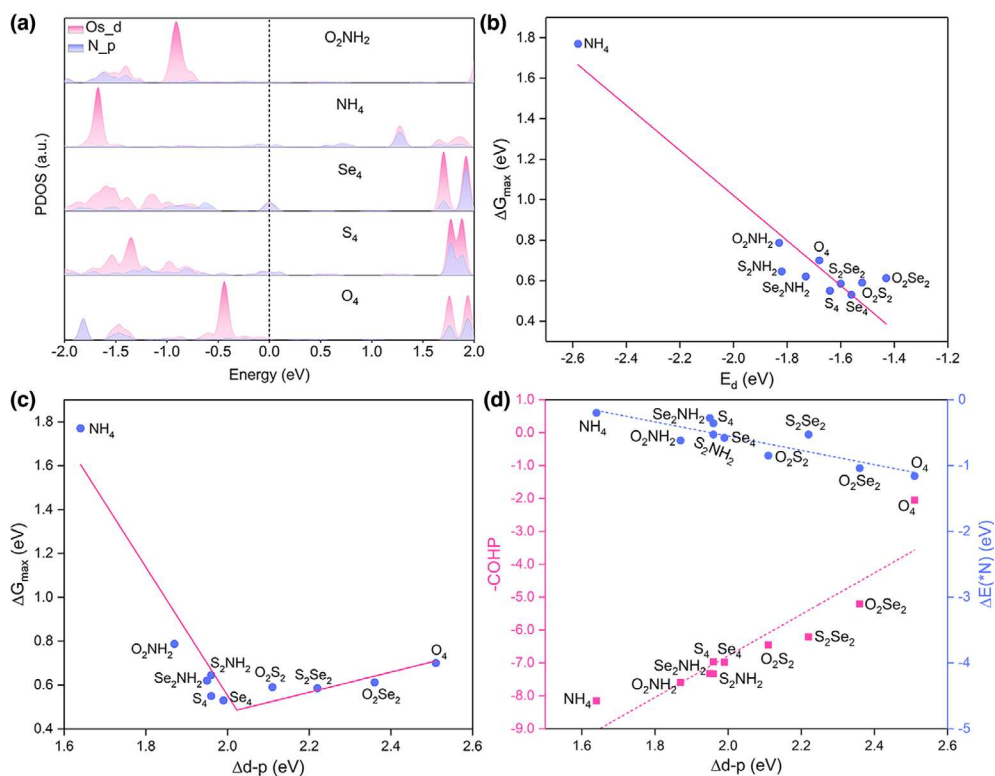 (a)
Os_d
N_p
O₂NH₂
NH₄
Se₄
S₄
O₄
PDOS (a.u.)
-2.0 -1.5 -1.0 -0.5 0.0 0.5 1.0 1.5 2.0
Energy (eV)
(b)
1.8
1.6
1.4
1.2
1.0
0.8
0.6
0.4
ΔGmax (eV)
NH₄
O₂NH₂
O₄
S₂NH₂
S₂Se₂
O₂Se₂
Se₂NH₂
S₄
Se₄
O₂S₂
-2.6 -2.4 -2.2 -2.0 -1.8 -1.6 -1.4 -1.2
Ed (eV)
(c)
1.8
1.6
1.4
1.2
1.0
0.8
0.6
0.4
ΔGmax (eV)
NH₄
O₂NH₂
S₂NH₂
O₂S₂
S₂Se₂
O₄
Se₂NH₂
S₄
Se₄
O₂Se₂
1.6 1.8 2.0 2.2 2.4 2.6
Δd-p (eV)
(d)
1.0
0.0
-1.0
-2.0
-3.0
-4.0
-5.0
-6.0
-7.0
-8.0
-9.0
-COHP
NH₄
Se₂NH₂
S₄
S₂Se₂
O₂NH₂
S₂NH₂
Se₄
O₂S₂
O₂Se₂
O₄
O₄
O₂Se₂
S₂Se₂
S₄
Se₄
O₂S₂
Se₂NH₂
S₂NH₂
O₂NH₂
NH₄
0
-1
-2
-3
-4
-5
ΔE(*N) (eV)
1.6 1.8 2.0 2.2 2.4 2.6
Δd-p (eV)